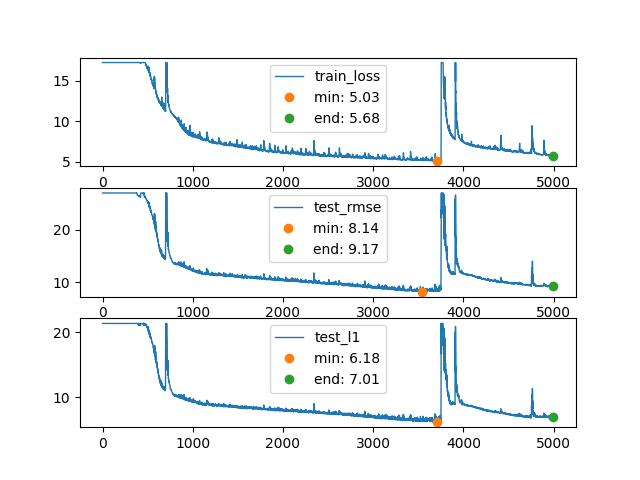 15
10
5
train_loss
min: 5.03
end: 5.68
0 1000 2000 3000 4000 5000
20
10
test_rmse
min: 8.14
end: 9.17
0 1000 2000 3000 4000 5000
20
10
test_l1
min: 6.18
end: 7.01
0 1000 2000 3000 4000 5000